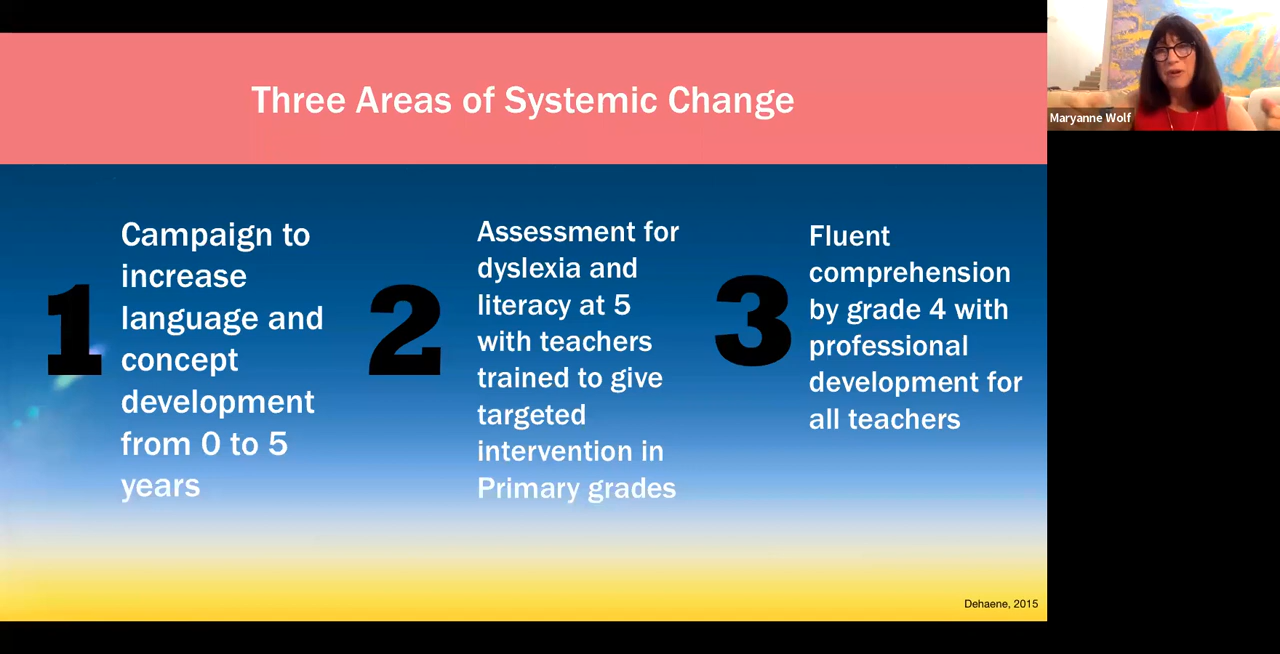 Three Areas of Systemic Change
Maryanne Wolf
1
Campaign to
increase
language and
concept
development
from 0 to 5
years
2
Assessment for
dyslexia and
literacy at 5
with teachers
trained to give
targeted
intervention in
Primary grades
3
Fluent
comprehension
by grade 4 with
professional
development for
all teachers
Dehaene, 2015